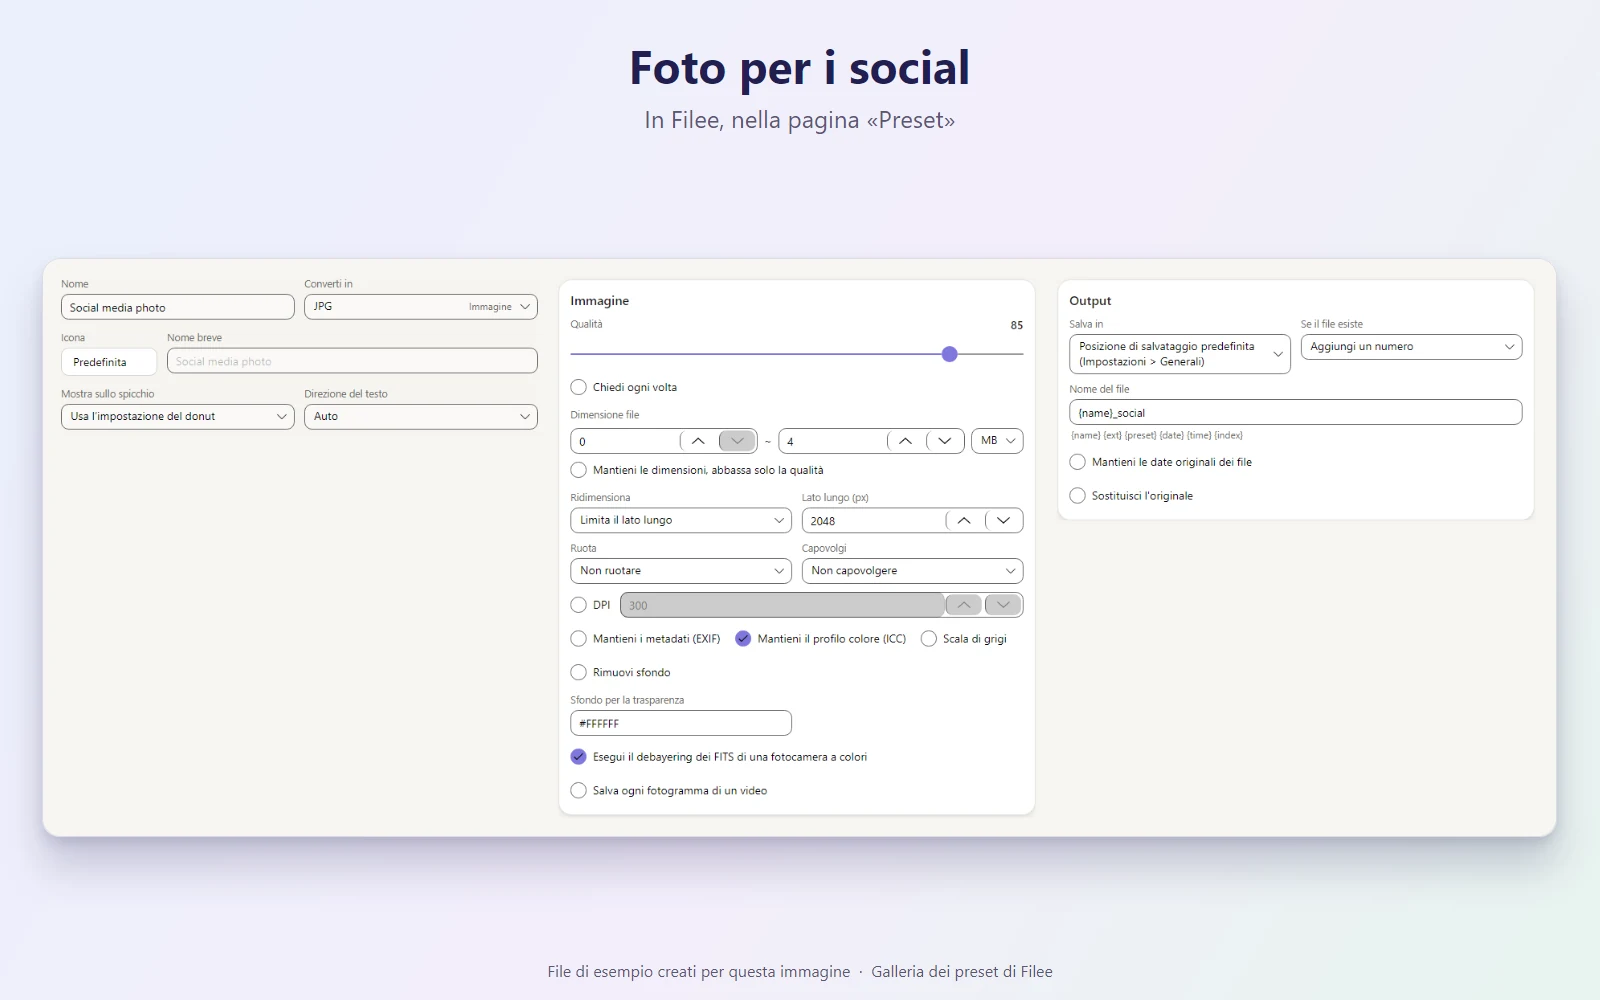 Foto per i social
In Filee, nella pagina «Preset»
Nome
Social media photo
Converti in
JPG
Immagine
Icona
Predefinita
Nome breve
Social media photo
Mostra sullo spicchio
Usa l'impostazione del donut
Direzione del testo
Auto
Immagine
Qualità
85
Chiedi ogni volta
Dimensione file
0
~
4
MB
Mantieni le dimensioni, abbassa solo la qualità
Ridimensiona
Limita il lato lungo
Lato lungo (px)
2048
Ruota
Non ruotare
Capovolgi
Non capovolgere
DPI
300
Mantieni i metadati (EXIF)
Mantieni il profilo colore (ICC)
Scala di grigi
Rimuovi sfondo
Sfondo per la trasparenza
#FFFFFF
Esegui il debayering dei FITS di una fotocamera a colori
Salva ogni fotogramma di un video
Output
Salva in
Posizione di salvataggio predefinita
(Impostazioni > Generali)
Se il file esiste
Aggiungi un numero
Nome del file
{name}_social
{name} {ext} {preset} {date} {time} {index}
Mantieni le date originali dei file
Sostituisci l'originale
File di esempio creati per questa immagine · Galleria dei preset di Filee